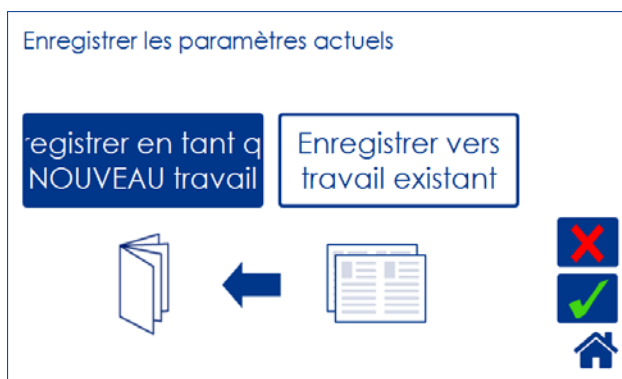 Enregistrer les paramètres actuels
registrer en tant q
NOUVEAU travail
Enregistrer vers
travail existant